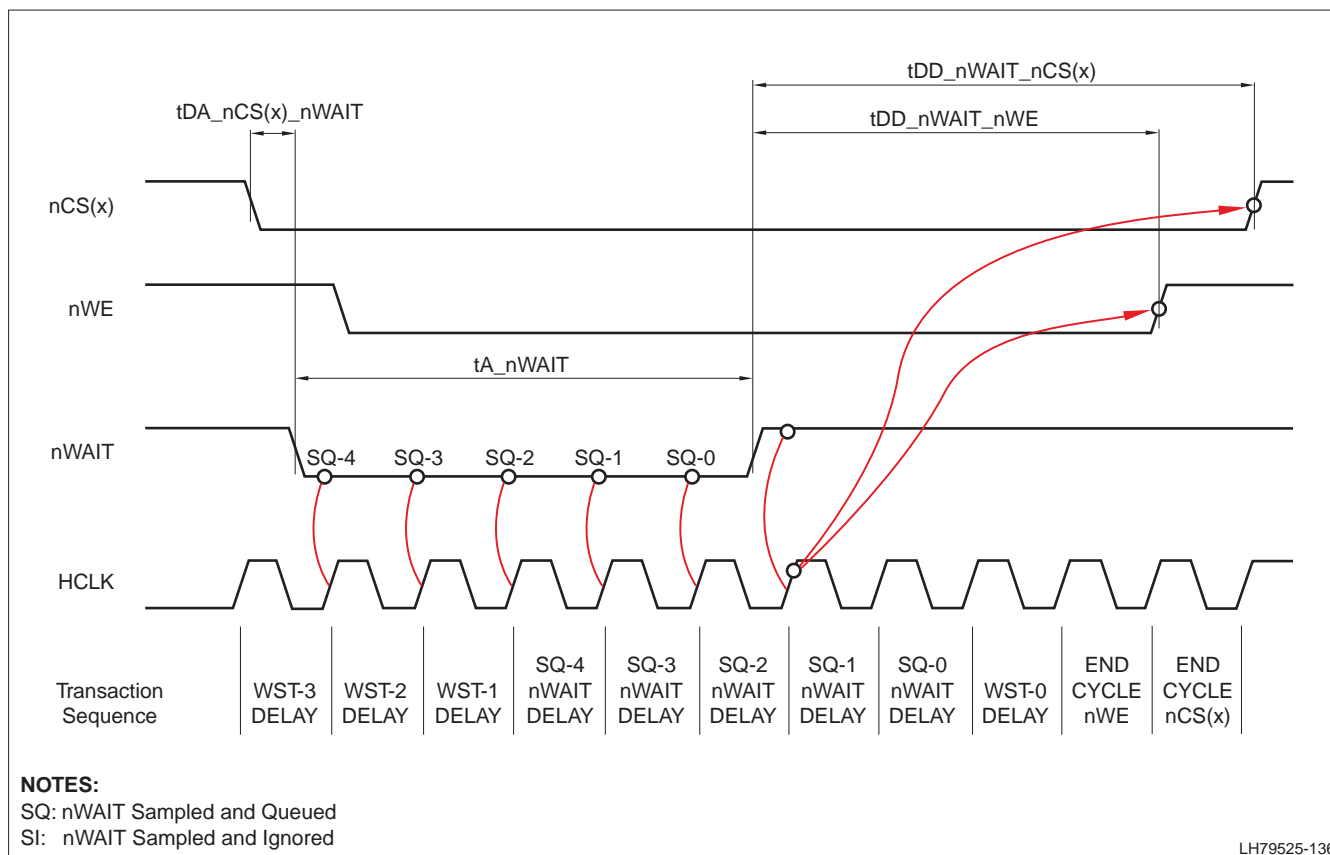 tDD_nWAIT_nCS(x)
tDA_nCS(x)_nWAIT
tDD_nWAIT_nWE
nCS(x)
nWE
tA_nWAIT
nWAIT
SQ-4 SQ-3 SQ-2 SQ-1 SQ-0
HCLK
Transaction
Sequence
WST-3
DELAY
WST-2
DELAY
WST-1
DELAY
SQ-4
nWAIT
DELAY
SQ-3
nWAIT
DELAY
SQ-2
nWAIT
DELAY
SQ-1
nWAIT
DELAY
SQ-0
nWAIT
DELAY
WST-0
DELAY
END
CYCLE
nWE
END
CYCLE
nCS(x)
NOTES:
SQ: nWAIT Sampled and Queued
SI: nWAIT Sampled and Ignored
LH79525-136